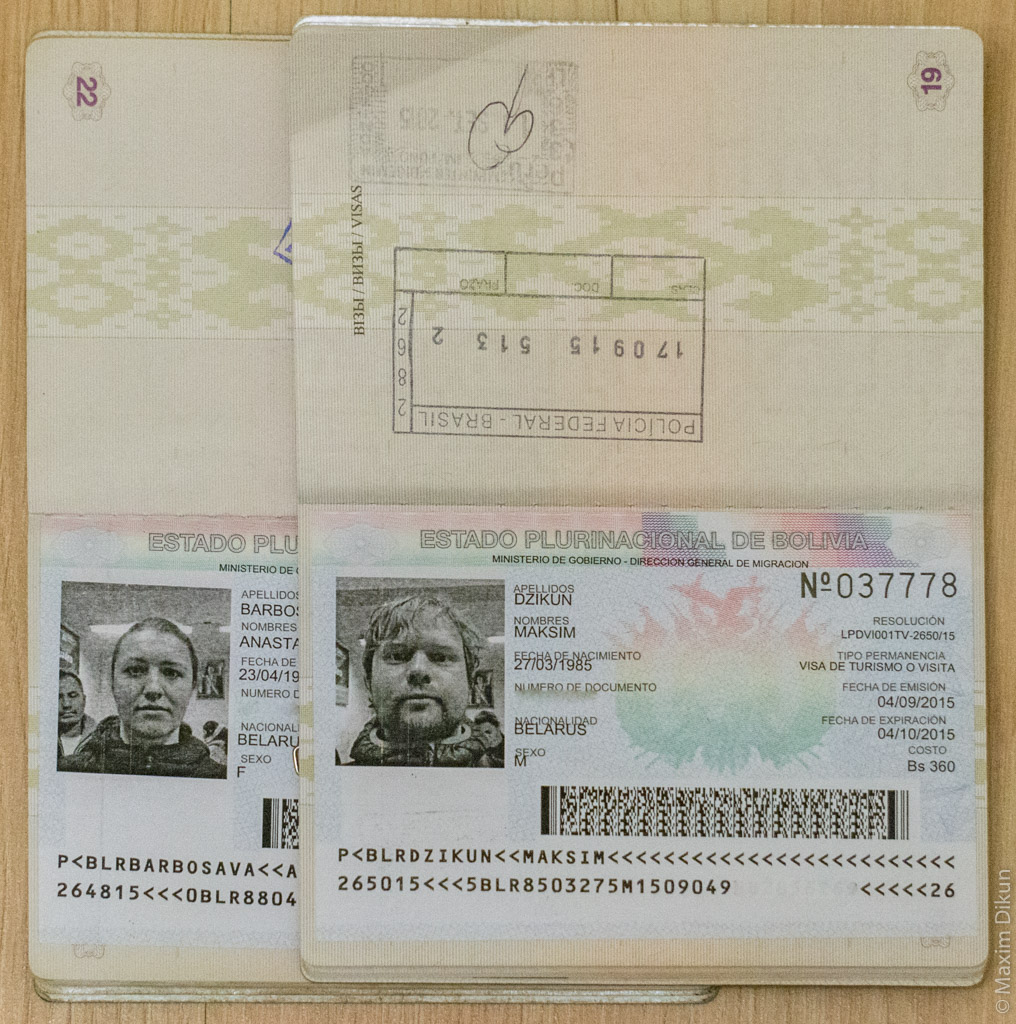 22
19
ВІЗЫ / ВИЗЫ / VISAS
PRAZO
DOC.
CLAS.
17 09 15 513 2
2 8 6 2
POLÍCIA FEDERAL - BRASIL
ESTADO PLU
MINISTERIO DE G
APELLIDOS
BARBOS
NOMBRES
ANASTA
FECHA DE
23/04/19
NUMERO D
NACIONAL
BELARU
SEXO
F
P<BLRBARBOSAVA<<A
264815<<<0BLR8804
ESTADO PLURINACIONAL DE BOLIVIA
MINISTERIO DE GOBIERNO - DIRECCION GENERAL DE MIGRACION
Nº037778
APELLIDOS
DZIKUN
NOMBRES
MAKSIM
FECHA DE NACIMIENTO
27/03/1985
NUMERO DE DOCUMENTO
NACIONALIDAD
BELARUS
SEXO
M
RESOLUCIÓN
LPDVI001TV-2650/15
TIPO PERMANENCIA
VISA DE TURISMO O VISITA
FECHA DE EMISIÓN
04/09/2015
FECHA DE EXPIRACIÓN
04/10/2015
COSTO
Bs 360
P<BLRDZIKUN<<MAKSIM<<<<<<<<<<<<<<<<<<<<<<<<<
265015<<<5BLR8503275M1509049 <<<<<26
© Maxim Dikun